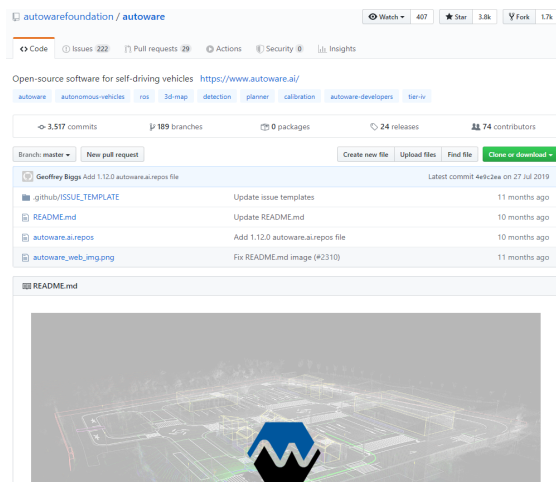 autowarefoundation / autoware
Watch 407 Star 3.8k Fork 1.7k
Code Issues 222 Pull requests 29 Actions Security 0 Insights
Open-source software for self-driving vehicles https://www.autoware.ai/
autoware autonomous-vehicles ros 3d-map detection planner calibration autoware-developers tier-iv
3,517 commits 189 branches 0 packages 24 releases 74 contributors
Branch: master New pull request Create new file Upload files Find file Clone or download
Geoffrey Biggs Add 1.12.0 autoware.ai.repos file Latest commit 4e9c2ea on 27 Jul 2019
.github/ISSUE_TEMPLATE Update issue templates 11 months ago
README.md Update README.md 10 months ago
autoware.ai.repos Add 1.12.0 autoware.ai.repos file 10 months ago
autoware_web_img.png Fix README.md image (#2310) 11 months ago
README.md